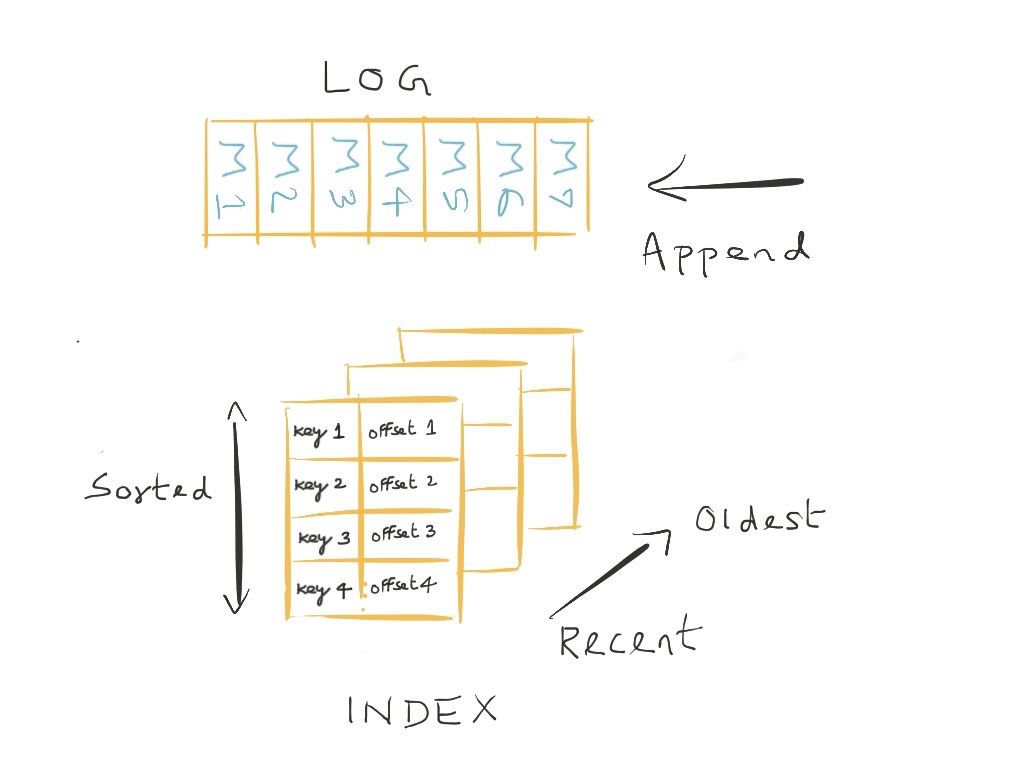 LOG
M1 M2 M3 M4 M5 M6 M7
Append
Sorted
key 1 offset 1
key 2 offset 2
key 3 offset 3
key 4 offset 4
Oldest
Recent
INDEX